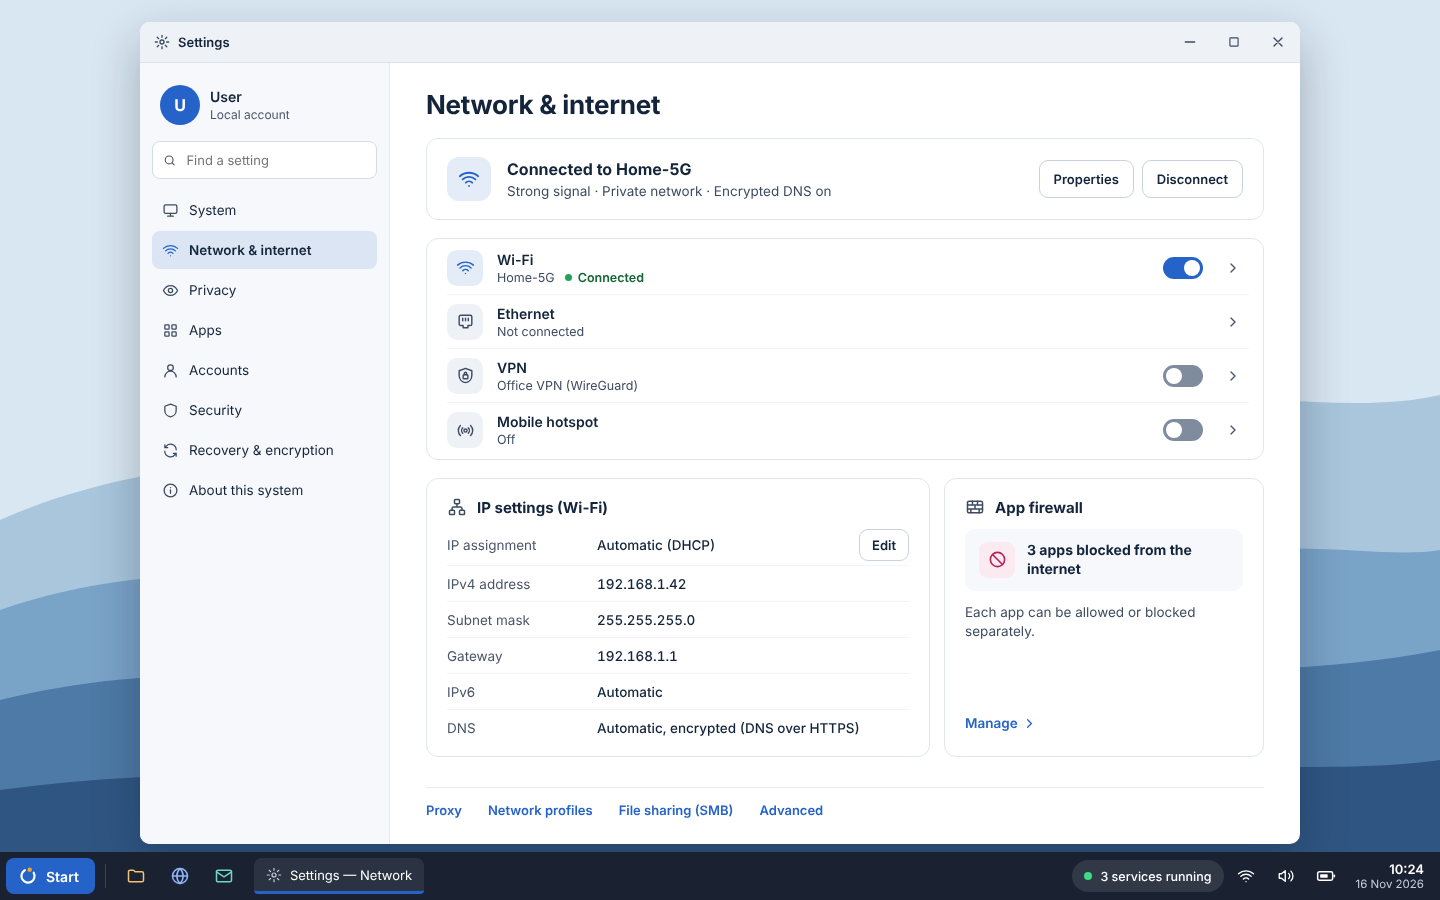 Settings
U
User
Local account
Find a setting
System
Network & internet
Privacy
Apps
Accounts
Security
Recovery & encryption
About this system
Network & internet
Connected to Home-5G
Strong signal · Private network · Encrypted DNS on
Properties
Disconnect
Wi-Fi
Home-5G Connected
Ethernet
Not connected
VPN
Office VPN (WireGuard)
Mobile hotspot
Off
IP settings (Wi-Fi)
IP assignment Automatic (DHCP) Edit
IPv4 address 192.168.1.42
Subnet mask 255.255.255.0
Gateway 192.168.1.1
IPv6 Automatic
DNS Automatic, encrypted (DNS over HTTPS)
App firewall
3 apps blocked from the
internet
Each app can be allowed or blocked
separately.
Manage
Proxy Network profiles File sharing (SMB) Advanced
Start
Settings — Network
3 services running
10:24
16 Nov 2026